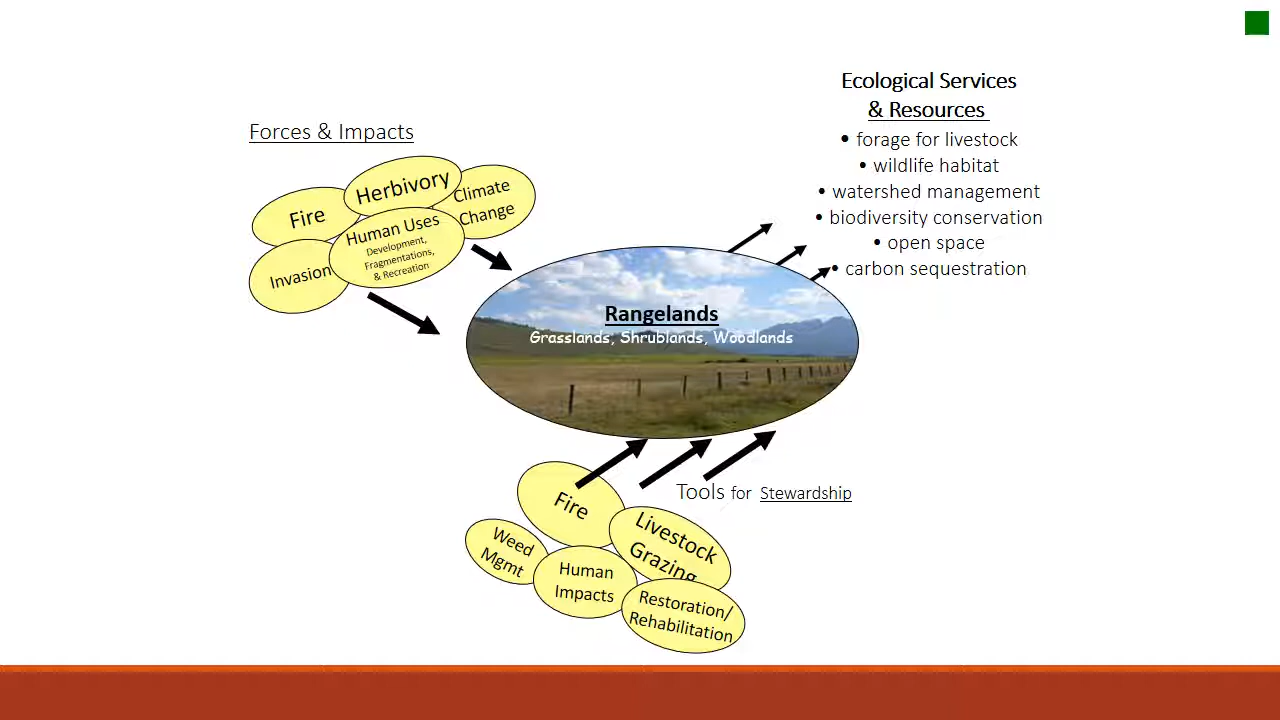 Ecological Services
& Resources
• forage for livestock
• wildlife habitat
• watershed management
• biodiversity conservation
• open space
• carbon sequestration
Forces & Impacts
Fire
Herbivory
Climate
Change
Invasion
Human Uses
Development,
Fragmentations,
& Recreation
Rangelands
Grasslands, Shrublands, Woodlands
Tools for Stewardship
Fire
Livestock
Grazing
Weed
Mgmt
Human
Impacts
Restoration/
Rehabilitation